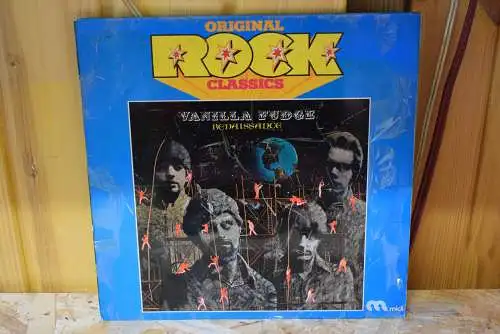 ORIGINAL
ROCK
CLASSICS
VANILLA FUDGE
RENAISSANCE
midi